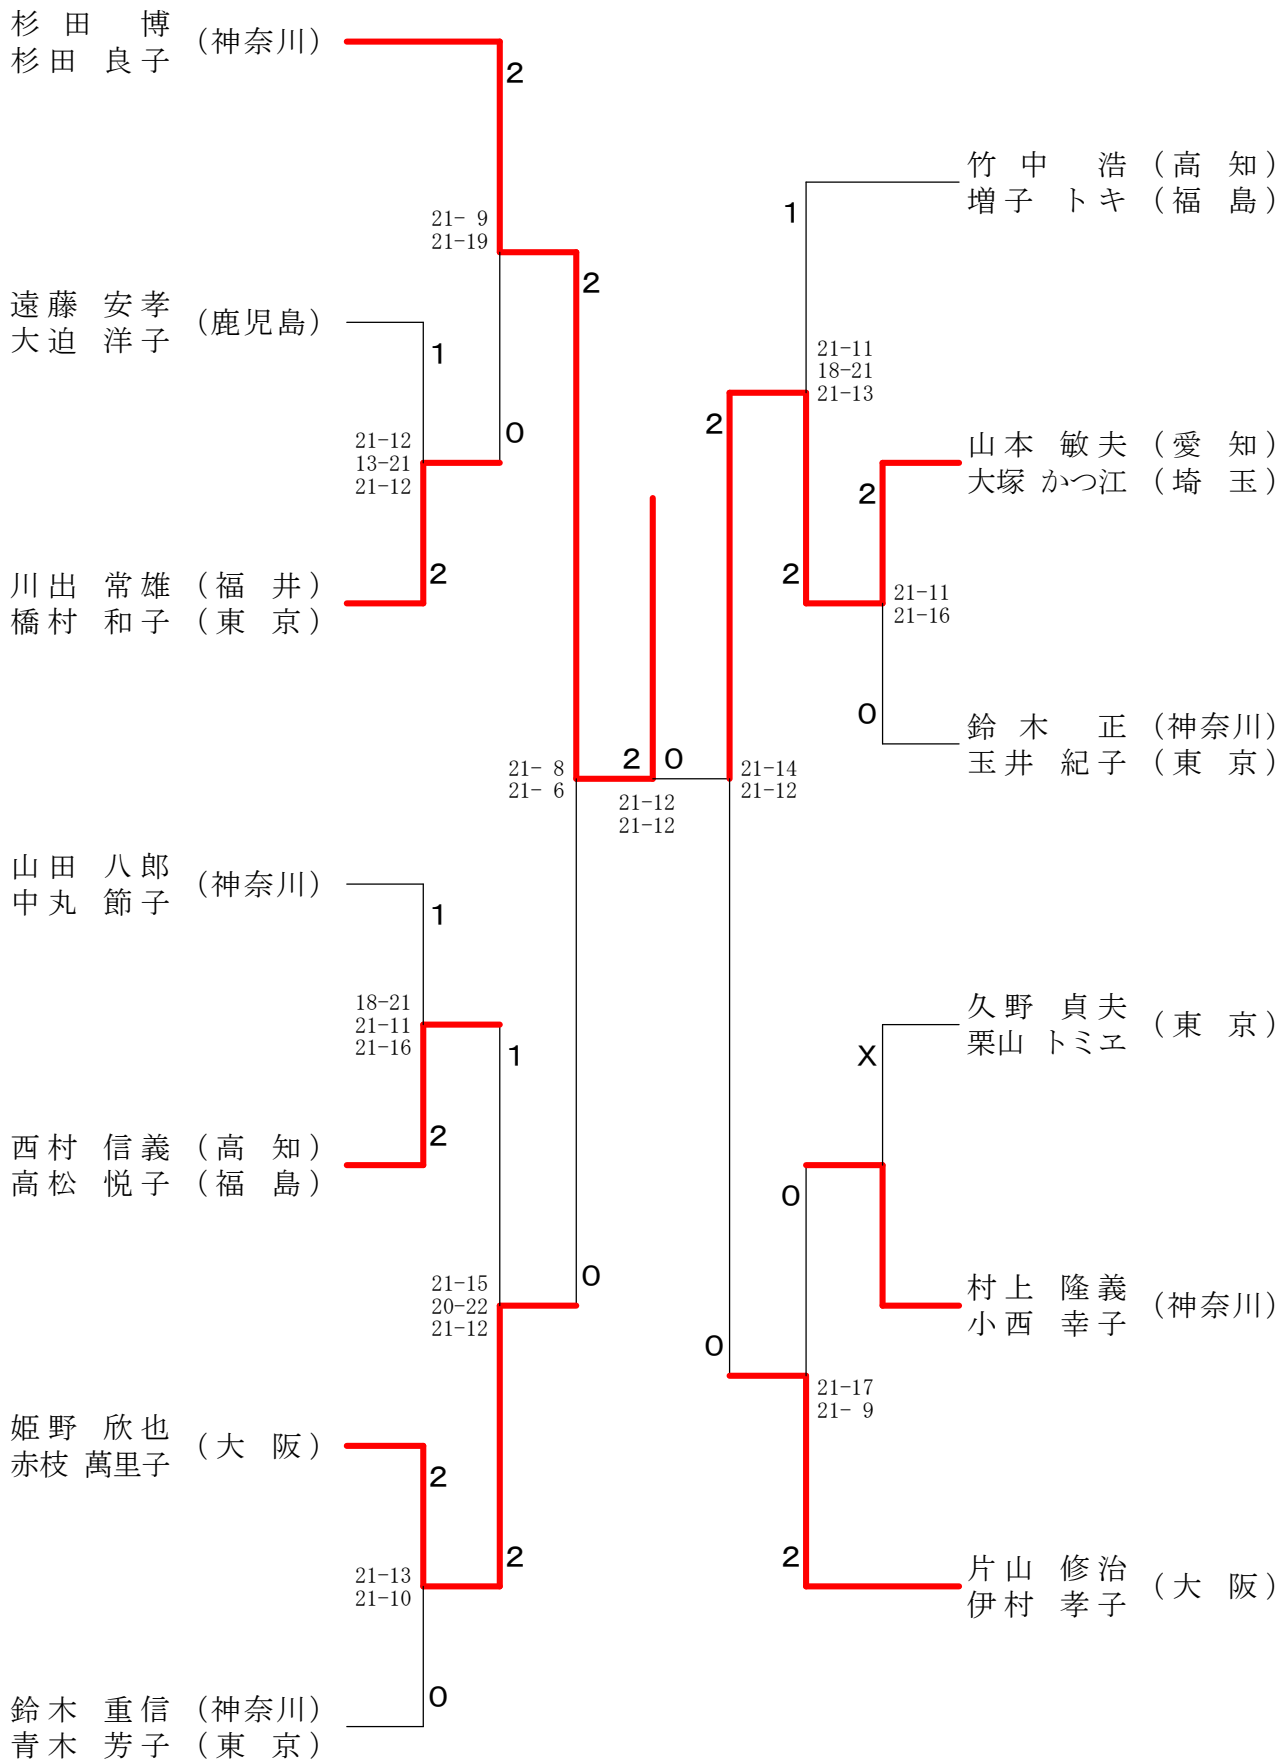 杉田 博 (神奈川)
杉田 良子
2
21- 9
21-19
2
遠藤 安孝 (鹿児島)
大迫 洋子
1
0
21-12
13-21
21-12
川出 常雄 (福 井)
橋村 和子 (東 京)
2
21- 8
21- 6
2 0
21-12
21-12
山田 八郎 (神奈川)
中丸 節子
1
18-21
21-11
21-16
1
西村 信義 (高 知)
高松 悦子 (福 島)
2
21-15
20-22
21-12
0
姫野 欣也 (大 阪)
赤枝 萬里子
2
21-13
21-10
2
鈴木 重信 (神奈川)
青木 芳子 (東 京)
0
竹中 浩 (高 知)
増子 トキ (福 島)
1
21-11
18-21
21-13
2
山本 敏夫 (愛 知)
大塚 かつ江 (埼 玉)
2
2
21-11
21-16
0
鈴木 正 (神奈川)
玉井 紀子 (東 京)
21-14
21-12
久野 貞夫 (東 京)
栗山 トミヱ
X
0
村上 隆義 (神奈川)
小西 幸子
0
21-17
21- 9
2
片山 修治 (大 阪)
伊村 孝子